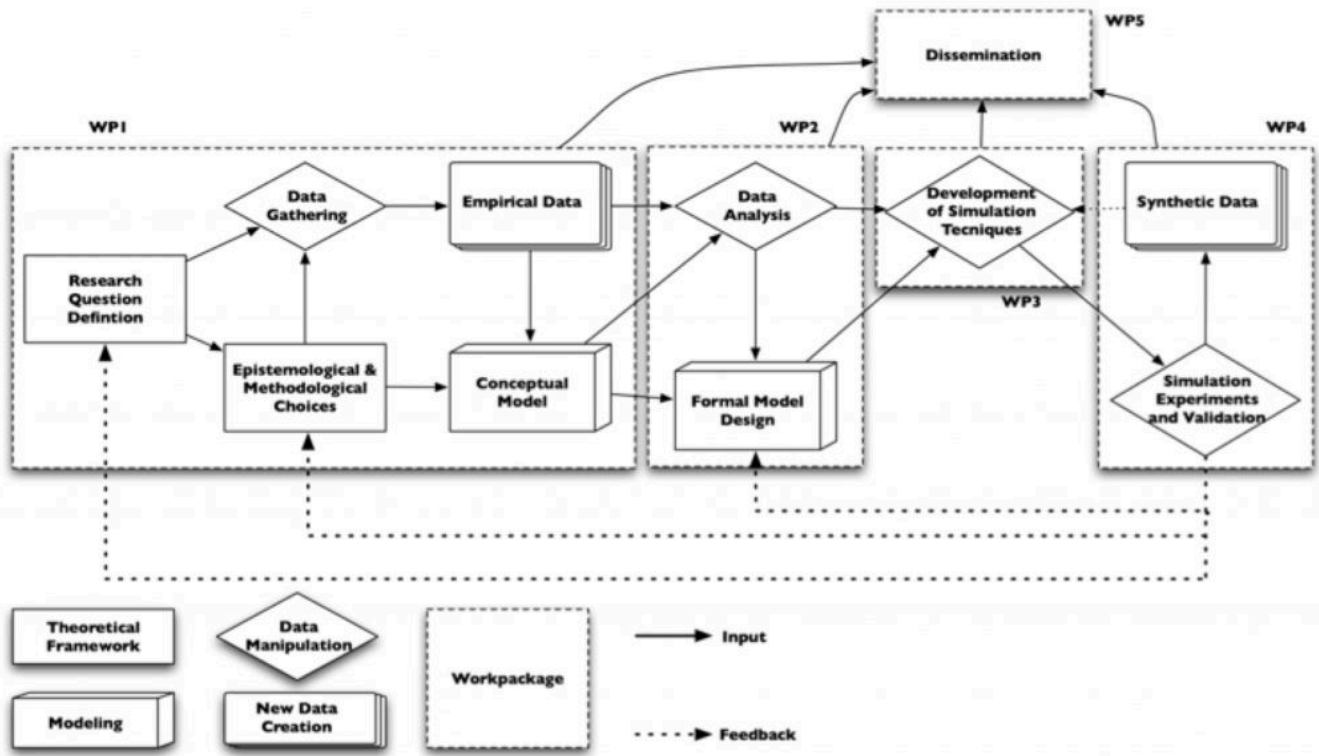 WP5
Dissemination
WP1
WP2
WP4
Data
Gathering
Empirical Data
Data
Analysis
Development
of Simulation
Tecniques
Synthetic Data
Research
Question
Defintion
WP3
Epistemological &
Methodological
Choices
Conceptual
Model
Formal Model
Design
Simulation
Experiments
and Validation
Theoretical
Framework
Data
Manipulation
Workpackage
Input
Modeling
New Data
Creation
Feedback